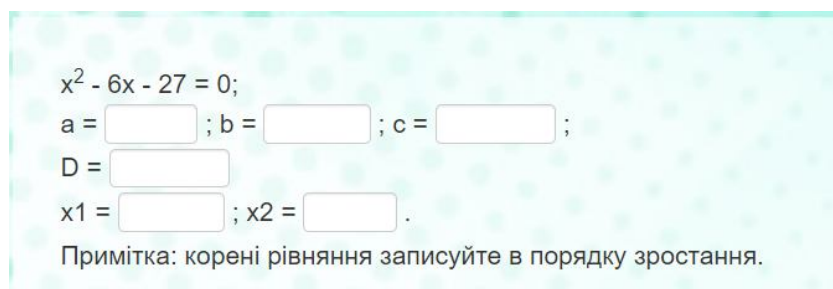 x² - 6x - 27 = 0;
a = ; b = ; c = ;
D =
x1 = ; x2 = .
Примітка: корені рівняння записуйте в порядку зростання.